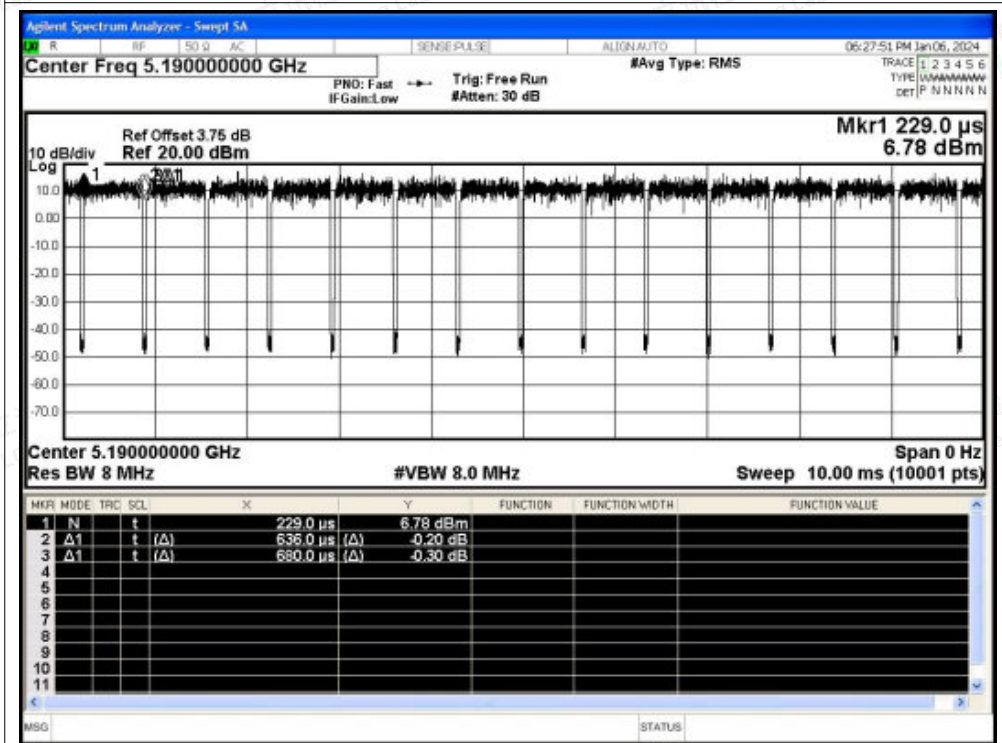 Agilent Spectrum Analyzer - Swept SA
R RF 50 Ω AC SENSE:PULSE ALIGN AUTO 06:27:51 PM Jan 06, 2024
Center Freq 5.190000000 GHz #Avg Type: RMS TRACE 1 2 3 4 5 6
PNO: Fast Trig: Free Run TYPE
IFGain:Low #Atten: 30 dB DET P N N N N N
Mkr1 229.0 µs
Ref Offset 3.75 dB
10 dB/div Ref 20.00 dBm 6.78 dBm
Log
1
10.0
0.00
-10.0
-20.0
-30.0
-40.0
-50.0
-60.0
-70.0
Center 5.190000000 GHz Span 0 Hz
Res BW 8 MHz #VBW 8.0 MHz Sweep 10.00 ms (10001 pts)
MKR MODE TRC SCL X Y FUNCTION FUNCTION WIDTH FUNCTION VALUE
1 N t 229.0 µs 6.78 dBm
2 Δ1 t (Δ) 636.0 µs (Δ) -0.20 dB
3 Δ1 t (Δ) 680.0 µs (Δ) -0.30 dB
4
5
6
7
8
9
10
11
MSG STATUS